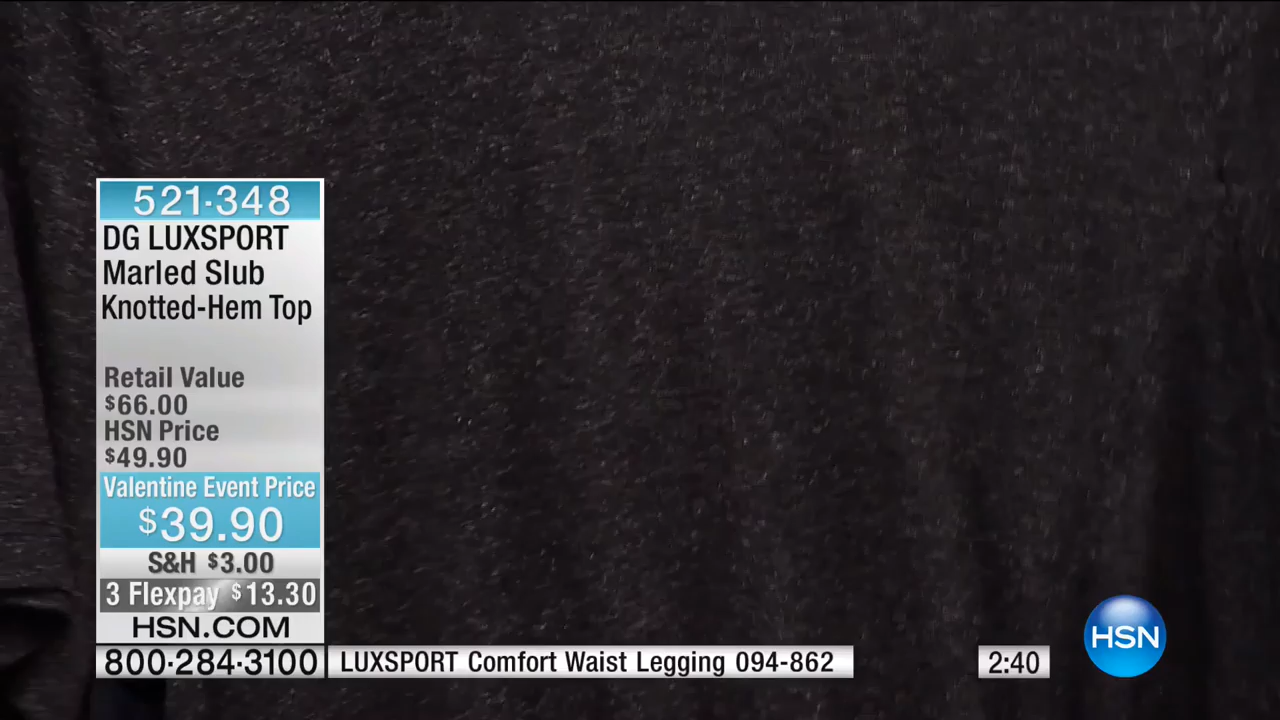 521·348
DG LUXSPORT
Marled Slub
Knotted-Hem Top
Retail Value
$66.00
HSN Price
$49.90
Valentine Event Price
$39.90
S&H $3.00
3 Flexpay $13.30
HSN.COM
800·284·3100
LUXSPORT Comfort Waist Legging 094-862
2:40
HSN